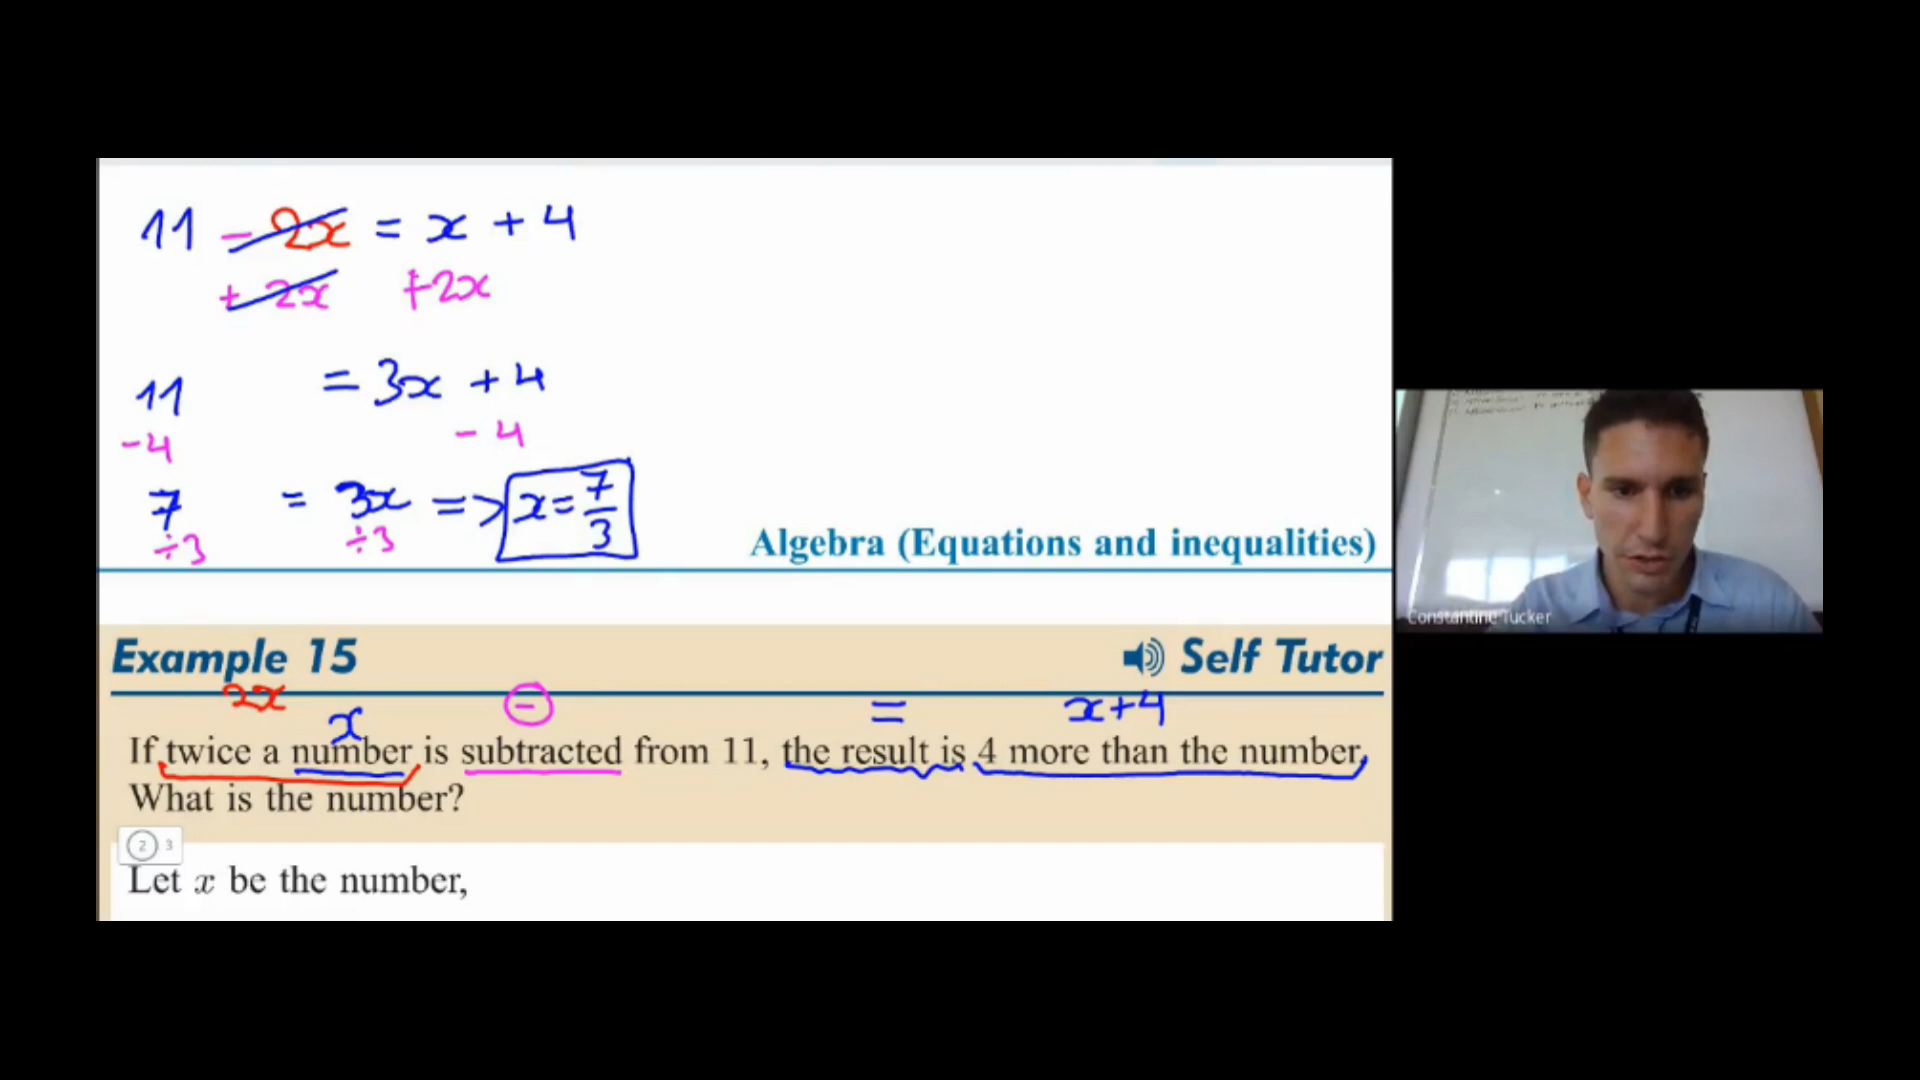 11 - 2x = x + 4
+ 2x +2x
11 = 3x + 4
-4 - 4
7 = 3x => x = 7/3
÷3 ÷3
Algebra (Equations and inequalities)
Example 15 Self Tutor
2x x - = x+4
If twice a number is subtracted from 11, the result is 4 more than the number.
What is the number?
2 3
Let x be the number,
Constantine Tucker